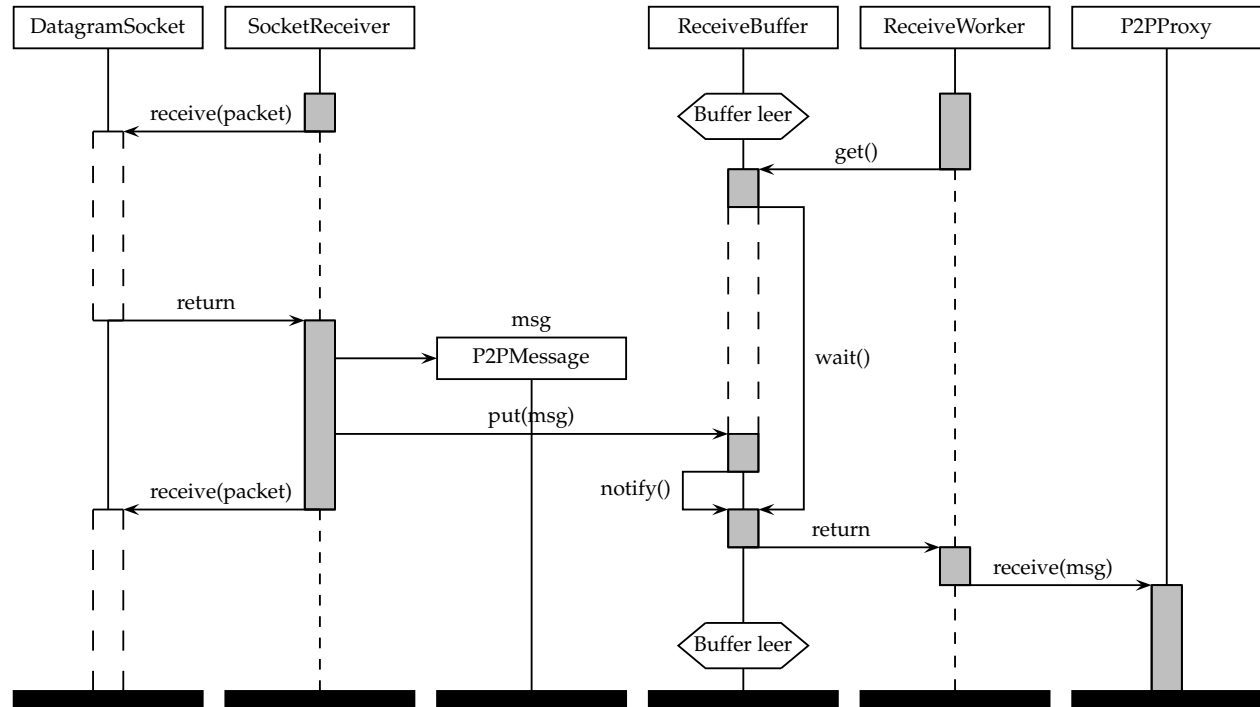 DatagramSocket
SocketReceiver
ReceiveBuffer
ReceiveWorker
P2PProxy
receive(packet)
Buffer leer
get()
return
msg
P2PMessage
wait()
put(msg)
receive(packet)
notify()
return
receive(msg)
Buffer leer